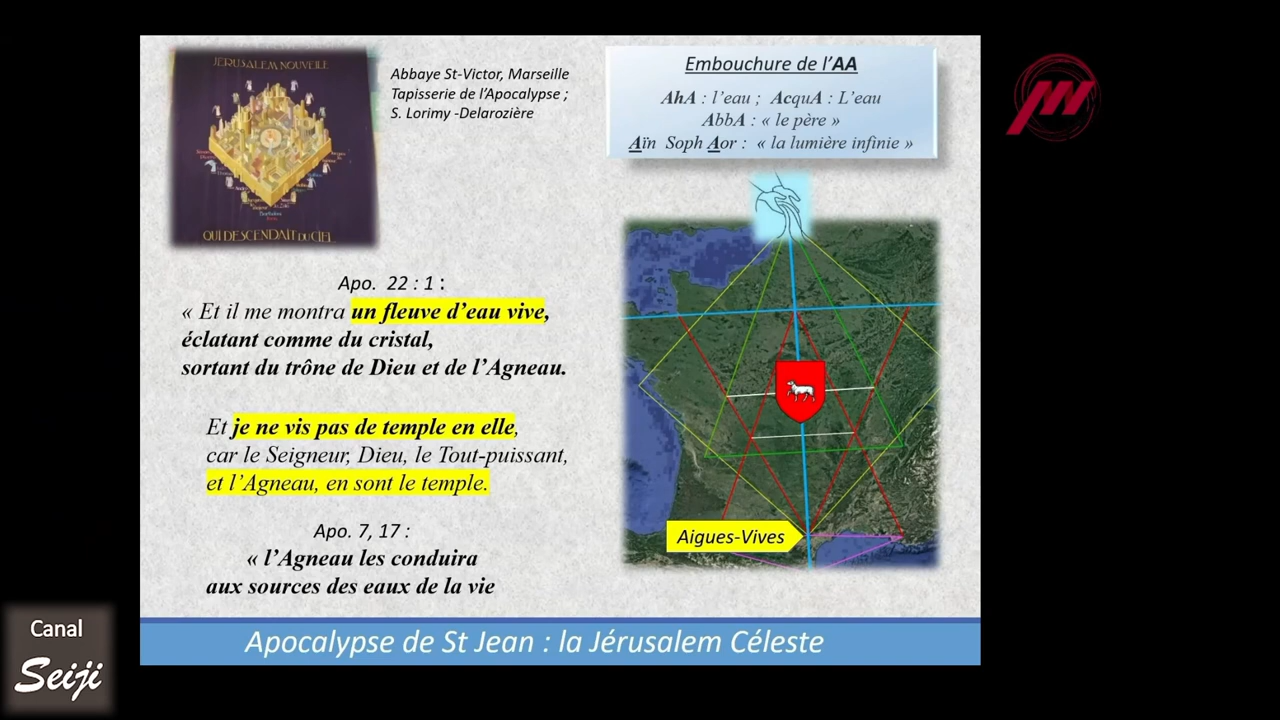 JÉRUSALEM NOUVELLE
QUI DESCENDAIT DU CIEL
Abbaye St-Victor, Marseille
Tapisserie de l’Apocalypse ;
S. Lorimy -Delarozière
Embouchure de l’AA
AhA : l’eau ; AcquA : L’eau
AbbA : « le père »
Aïn Soph Aor : « la lumière infinie »
Apo. 22 : 1 :
« Et il me montra un fleuve d’eau vive,
éclatant comme du cristal,
sortant du trône de Dieu et de l’Agneau.
Et je ne vis pas de temple en elle,
car le Seigneur, Dieu, le Tout-puissant,
et l’Agneau, en sont le temple.
Apo. 7, 17 :
« l’Agneau les conduira
aux sources des eaux de la vie
Aigues-Vives
Apocalypse de St Jean : la Jérusalem Céleste
Canal
Seiji